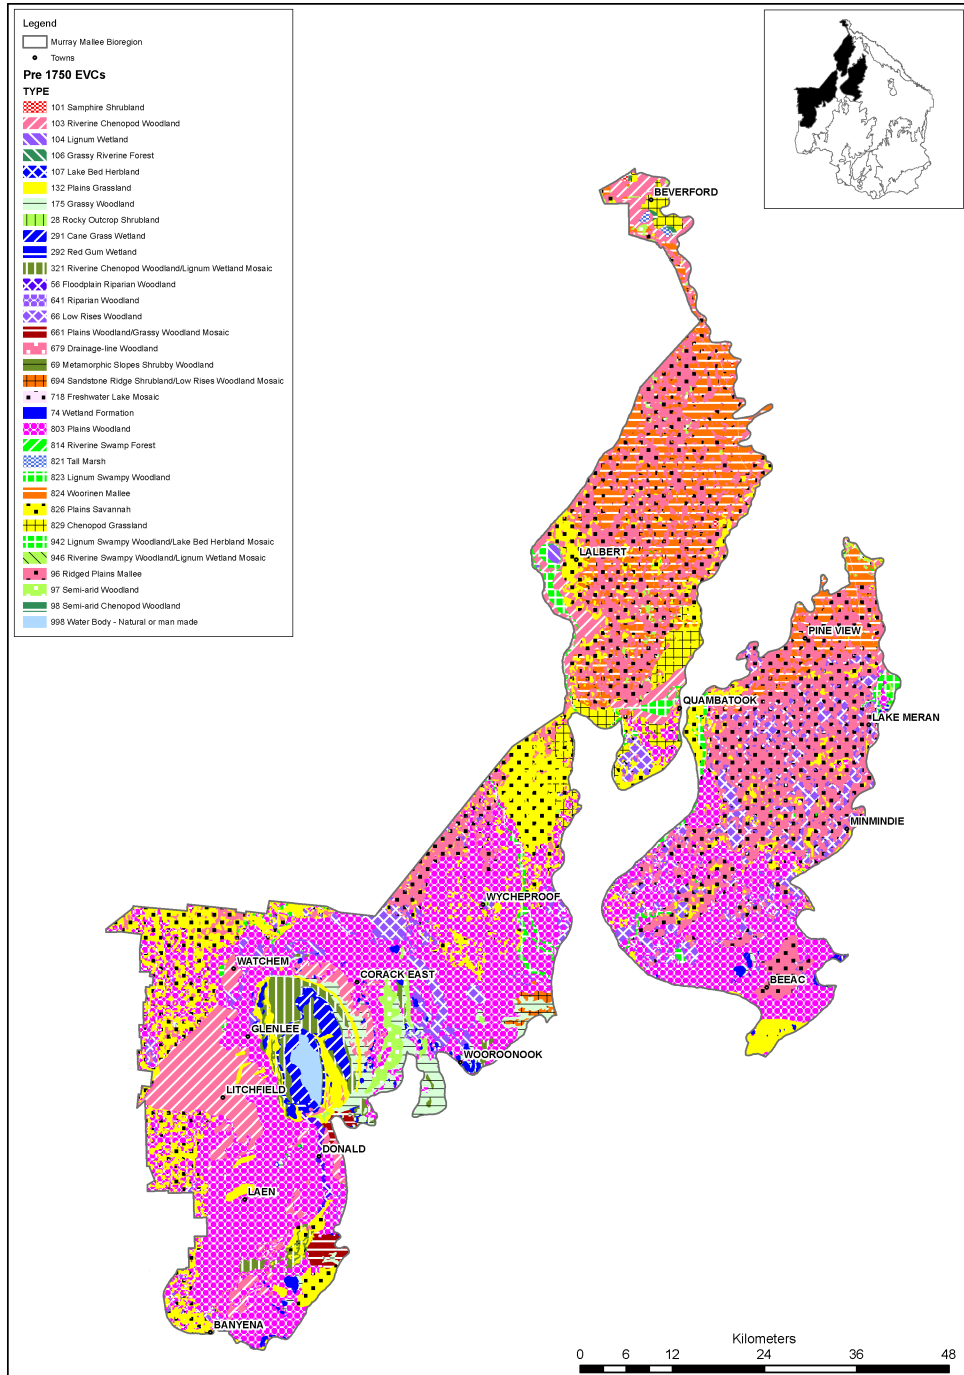 Legend
Murray Mallee Bioregion
Towns
Pre 1750 EVCs
TYPE
101 Samphire Shrubland
103 Riverine Chenopod Woodland
104 Lignum Wetland
106 Grassy Riverine Forest
107 Lake Bed Herbland
132 Plains Grassland
175 Grassy Woodland
28 Rocky Outcrop Shrubland
291 Cane Grass Wetland
292 Red Gum Wetland
321 Riverine Chenopod Woodland/Lignum Wetland Mosaic
56 Floodplain Riparian Woodland
641 Riparian Woodland
66 Low Rises Woodland
661 Plains Woodland/Grassy Woodland Mosaic
679 Drainage-line Woodland
69 Metamorphic Slopes Shrubby Woodland
694 Sandstone Ridge Shrubland/Low Rises Woodland Mosaic
718 Freshwater Lake Mosaic
74 Wetland Formation
803 Plains Woodland
814 Riverine Swamp Forest
821 Tall Marsh
823 Lignum Swampy Woodland
824 Woorinen Mallee
826 Plains Savannah
829 Chenopod Grassland
942 Lignum Swampy Woodland/Lake Bed Herbland Mosaic
946 Riverine Swampy Woodland/Lignum Wetland Mosaic
96 Ridged Plains Mallee
97 Semi-arid Woodland
98 Semi-arid Chenopod Woodland
998 Water Body - Natural or man made
BEVERFORD
LALBERT
PINE VIEW
QUAMBATOOK
LAKE MERAN
MINMINDIE
WYCHEPROOF
WATCHEM
CORACK EAST
BEEAC
GLENLEE
WOOROONOOK
LITCHFIELD
DONALD
LAEN
BANYENA
Kilometers
0 6 12 24 36 48